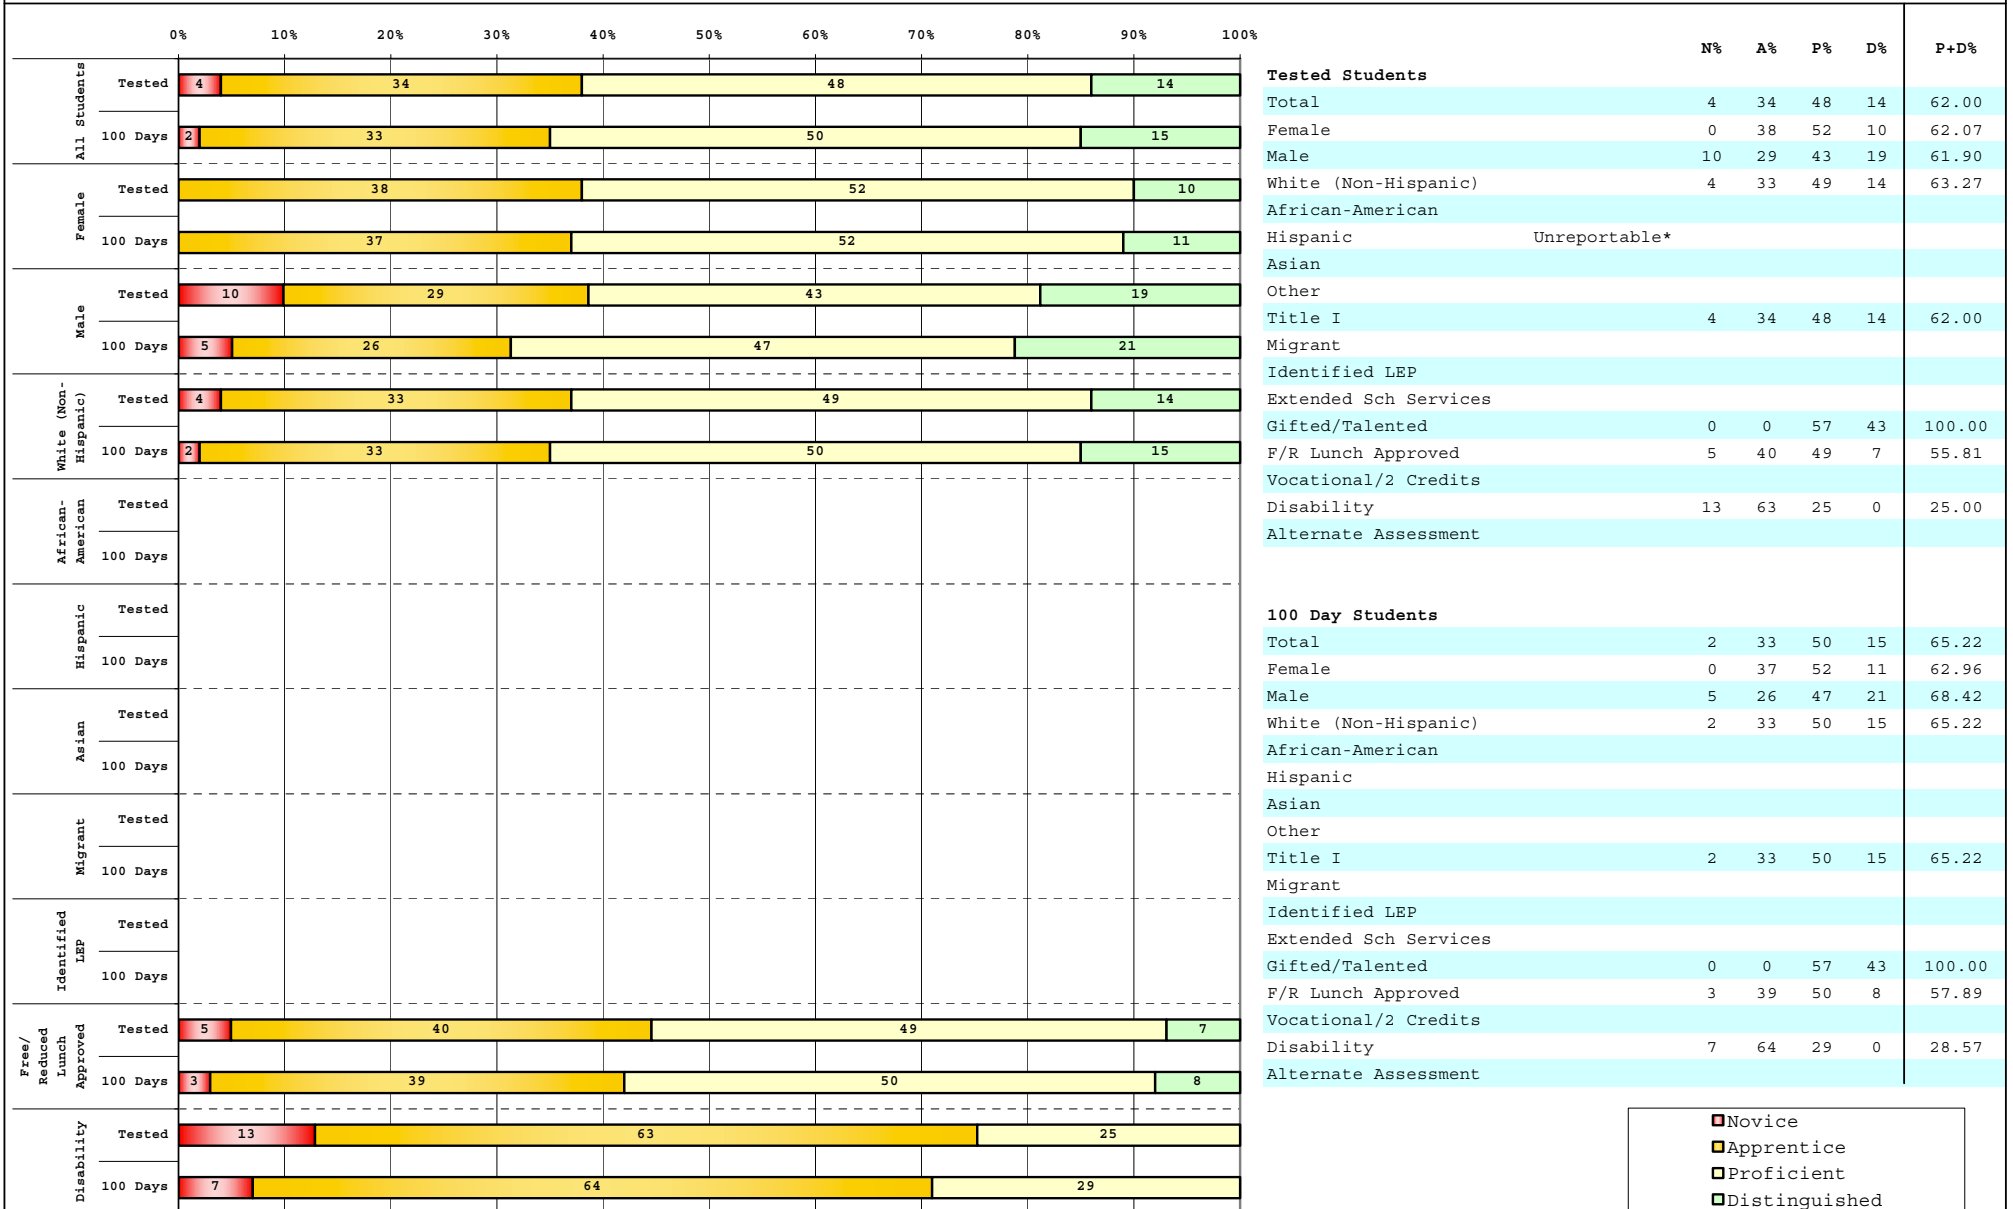 0% 10% 20% 30% 40% 50% 60% 70% 80% 90% 100%
All Students
Tested 4 34 48 14
100 Days 2 33 50 15
Female
Tested 38 52 10
100 Days 37 52 11
Male
Tested 10 29 43 19
100 Days 5 26 47 21
White (Non-
Hispanic)
Tested 4 33 49 14
100 Days 2 33 50 15
African-
American
Tested
100 Days
Hispanic
Tested
100 Days
Asian
Tested
100 Days
Migrant
Tested
100 Days
Identified
LEP
Tested
100 Days
Free/
Reduced
Lunch
Approved
Tested 5 40 49 7
100 Days 3 39 50 8
Disability
Tested 13 63 25
100 Days 7 64 29
N% A% P% D% P+D%
Tested Students
Total 4 34 48 14 62.00
Female 0 38 52 10 62.07
Male 10 29 43 19 61.90
White (Non-Hispanic) 4 33 49 14 63.27
African-American
Hispanic Unreportable*
Asian
Other
Title I 4 34 48 14 62.00
Migrant
Identified LEP
Extended Sch Services
Gifted/Talented 0 0 57 43 100.00
F/R Lunch Approved 5 40 49 7 55.81
Vocational/2 Credits
Disability 13 63 25 0 25.00
Alternate Assessment
100 Day Students
Total 2 33 50 15 65.22
Female 0 37 52 11 62.96
Male 5 26 47 21 68.42
White (Non-Hispanic) 2 33 50 15 65.22
African-American
Hispanic
Asian
Other
Title I 2 33 50 15 65.22
Migrant
Identified LEP
Extended Sch Services
Gifted/Talented 0 0 57 43 100.00
F/R Lunch Approved 3 39 50 8 57.89
Vocational/2 Credits
Disability 7 64 29 0 28.57
Alternate Assessment
Novice
Apprentice
Proficient
Distinguished